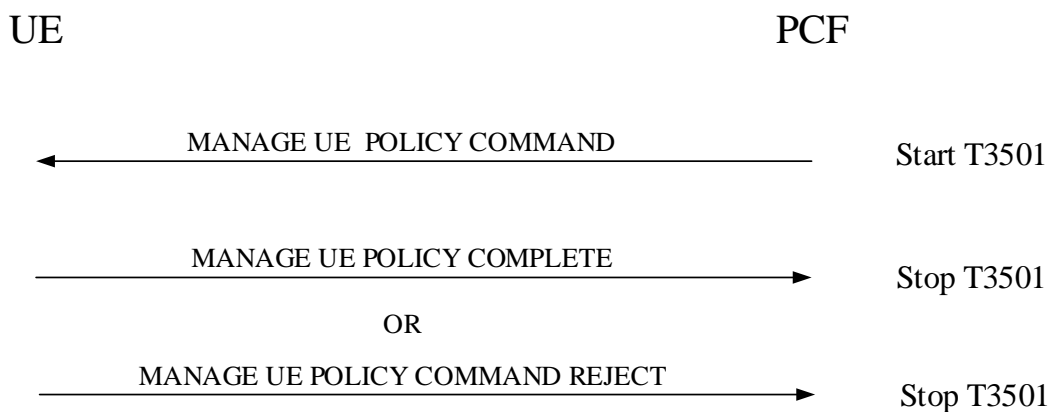 UE PCF
MANAGE UE POLICY COMMAND Start T3501
MANAGE UE POLICY COMPLETE Stop T3501
OR
MANAGE UE POLICY COMMAND REJECT Stop T3501